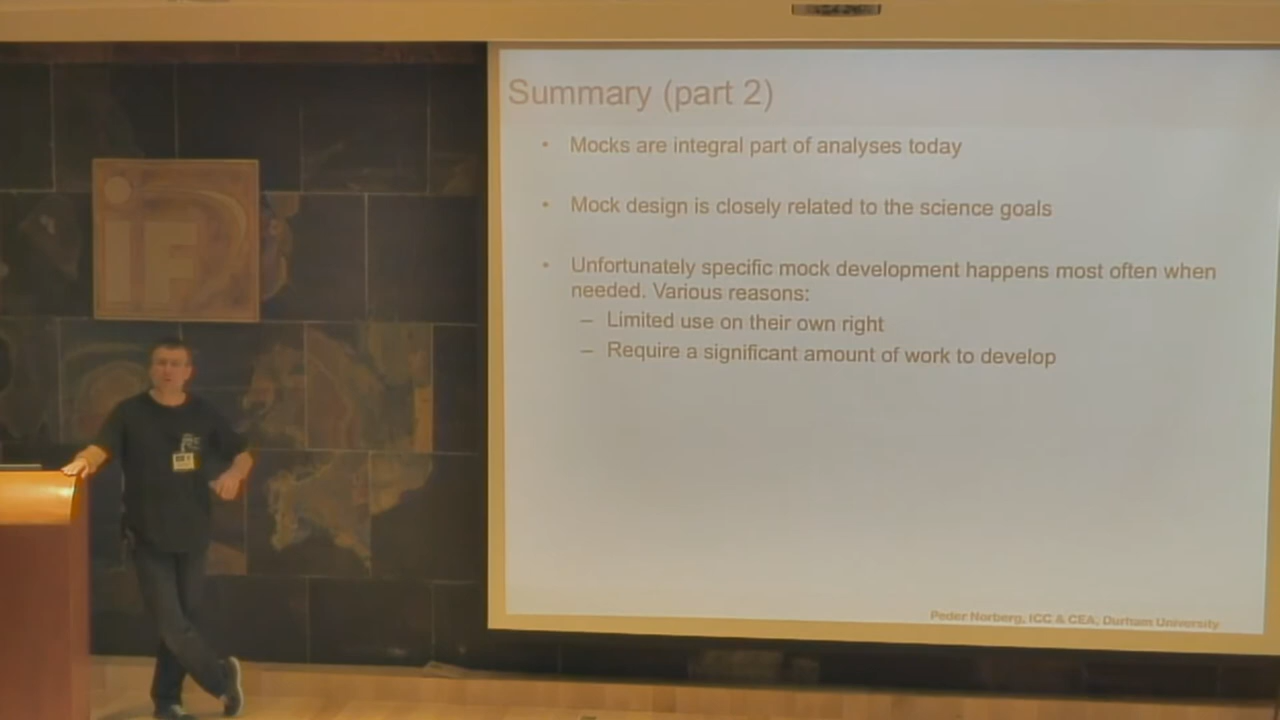 Summary (part 2)
• Mocks are integral part of analyses today
• Mock design is closely related to the science goals
• Unfortunately specific mock development happens most often when
needed. Various reasons:
– Limited use on their own right
– Require a significant amount of work to develop
Peder Norberg, ICC & CEA, Durham University
iF